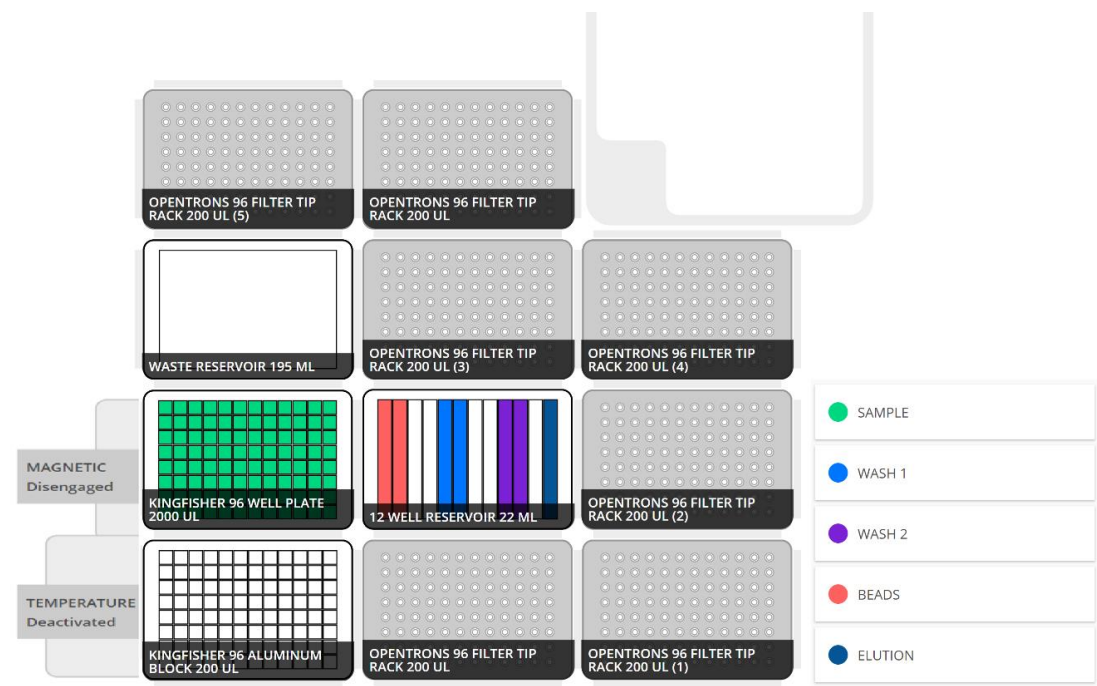 OPENTRONS 96 FILTER TIP
RACK 200 UL (5)
OPENTRONS 96 FILTER TIP
RACK 200 UL
WASTE RESERVOIR 195 ML
OPENTRONS 96 FILTER TIP
RACK 200 UL (3)
OPENTRONS 96 FILTER TIP
RACK 200 UL (4)
MAGNETIC
Disengaged
KINGFISHER 96 WELL PLATE
2000 UL
12 WELL RESERVOIR 22 ML
OPENTRONS 96 FILTER TIP
RACK 200 UL (2)
TEMPERATURE
Deactivated
KINGFISHER 96 ALUMINUM
BLOCK 200 UL
OPENTRONS 96 FILTER TIP
RACK 200 UL
OPENTRONS 96 FILTER TIP
RACK 200 UL (1)
SAMPLE
WASH 1
WASH 2
BEADS
ELUTION